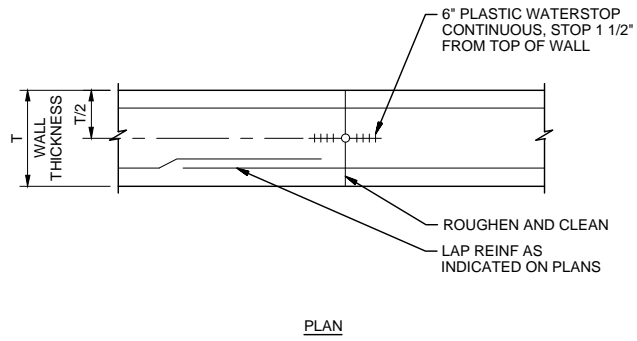 6" PLASTIC WATERSTOP
CONTINUOUS, STOP 1 1/2"
FROM TOP OF WALL
T
WALL
THICKNESS
T/2
ROUGHEN AND CLEAN
LAP REINF AS
INDICATED ON PLANS
PLAN